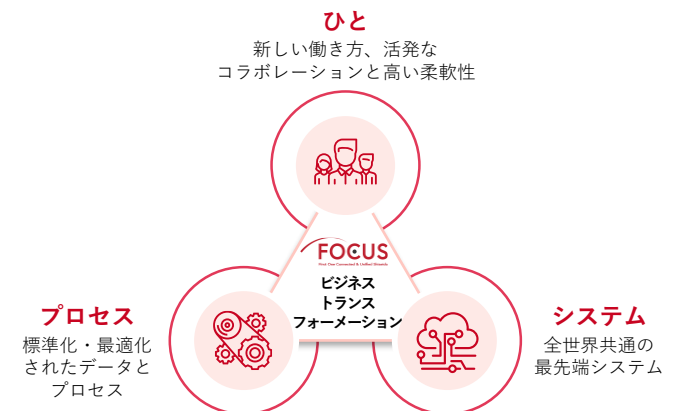 ひと
新しい働き方、活発な
コラボレーションと高い柔軟性
FOCUS
ビジネス
トランス
フォーメーション
プロセス
標準化・最適化
されたデータと
プロセス
システム
全世界共通の
最先端システム